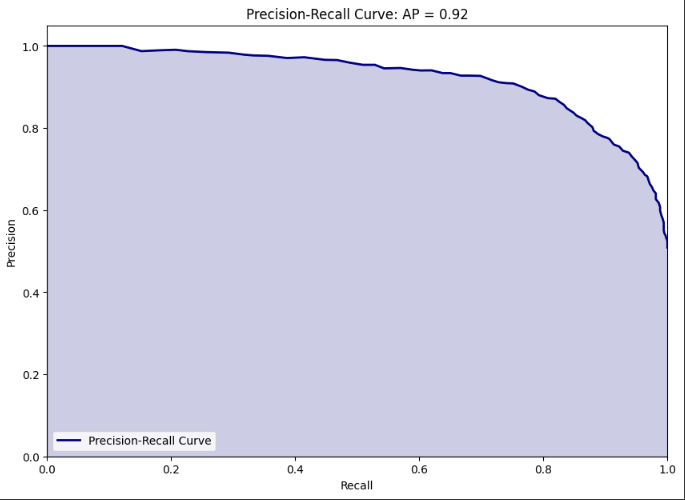 Precision-Recall Curve: AP = 0.92
1.0
0.8
0.6
0.4
0.2
0.0
Precision
Precision-Recall Curve
0.0 0.2 0.4 0.6 0.8 1.0
Recall